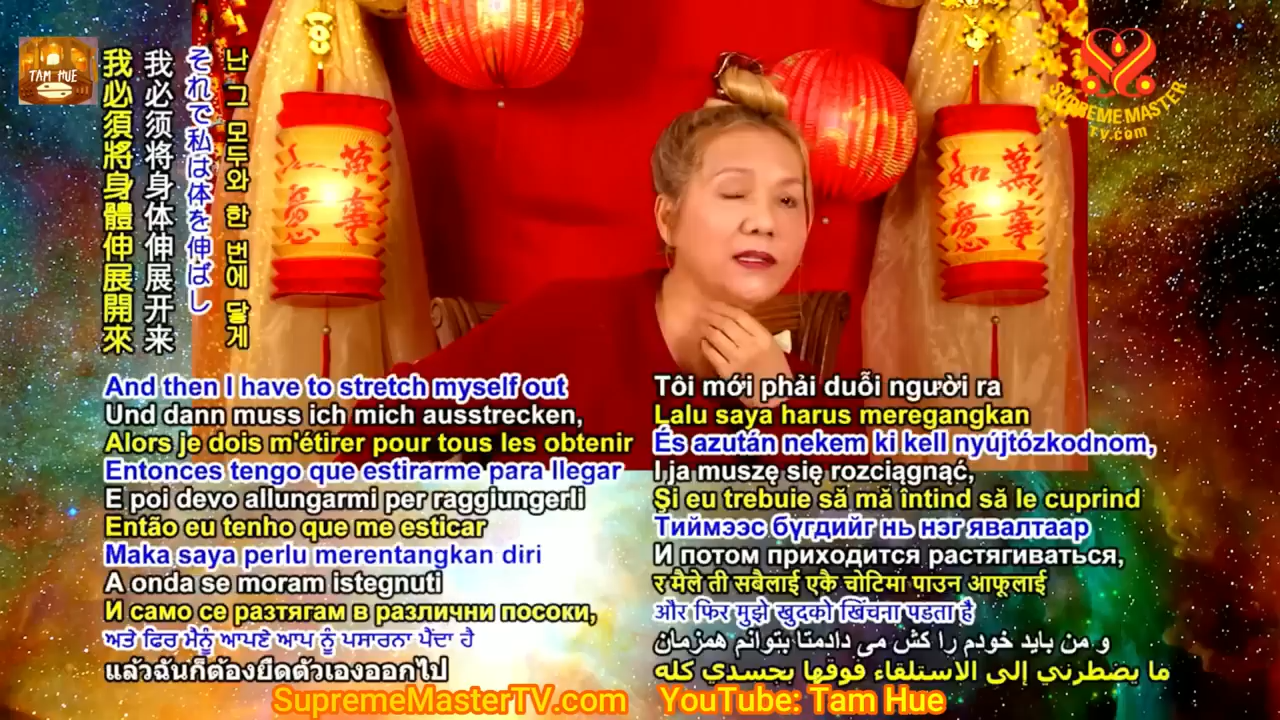 TAM HUE
我必須將身體伸展開來
我必须将身体伸展开来
それで私は体を伸ばし
난 그 모두와 한 번에 닿게
萬事
如意
萬事
如意
SUPREME MASTER
TV.com
And then I have to stretch myself out
Und dann muss ich mich ausstrecken,
Alors je dois m'étirer pour tous les obtenir
Entonces tengo que estirarme para llegar
E poi devo allungarmi per raggiungerli
Então eu tenho que me esticar
Maka saya perlu merentangkan diri
A onda se moram istegnuti
И само се разтягам в различни посоки,
ਅਤੇ ਫਿਰ ਮੈਨੂੰ ਆਪਣੇ ਆਪ ਨੂੰ ਪਸਾਰਨਾ ਪੈਂਦਾ ਹੈ
แล้วฉันก็ต้องยืดตัวเองออกไป
Tôi mới phải duỗi người ra
Lalu saya harus meregangkan
És azután nekem ki kell nyújtózkodnom,
I ja muszę się rozciągnąć,
Şi eu trebuie să mă întind să le cuprind
Тиймээс бүгдийг нь нэг явалтаар
И потом приходится растягиваться,
र मैले ती सबैलाई एकै चोटिमा पाउन आफूलाई
और फिर मुझे खुदको खिंचना पडता है
و من باید خودم را کش می دادمتا بتوانم همزمان
ما يضطرني إلى الاستلقاء فوقها بجسدي كله
SupremeMasterTV.com
YouTube: Tam Hue